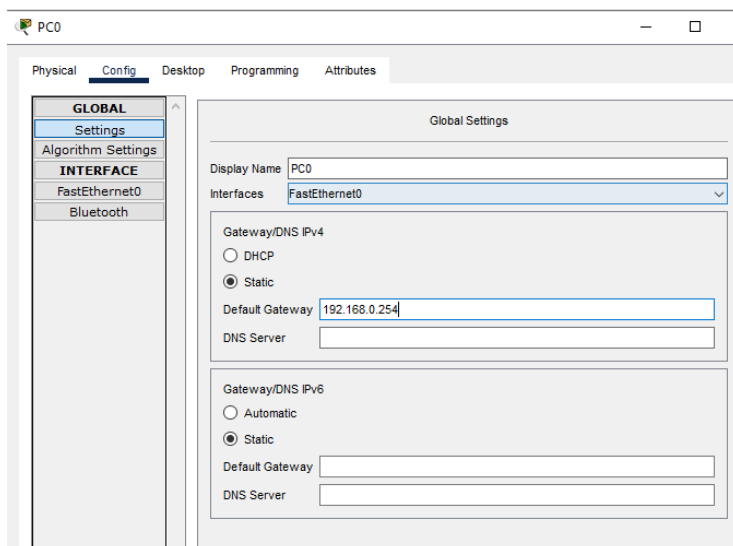 PC0
Physical Config Desktop Programming Attributes
GLOBAL
Settings
Algorithm Settings
INTERFACE
FastEthernet0
Bluetooth
Global Settings
Display Name PC0
Interfaces FastEthernet0
Gateway/DNS IPv4
DHCP
Static
Default Gateway 192.168.0.254
DNS Server
Gateway/DNS IPv6
Automatic
Static
Default Gateway
DNS Server